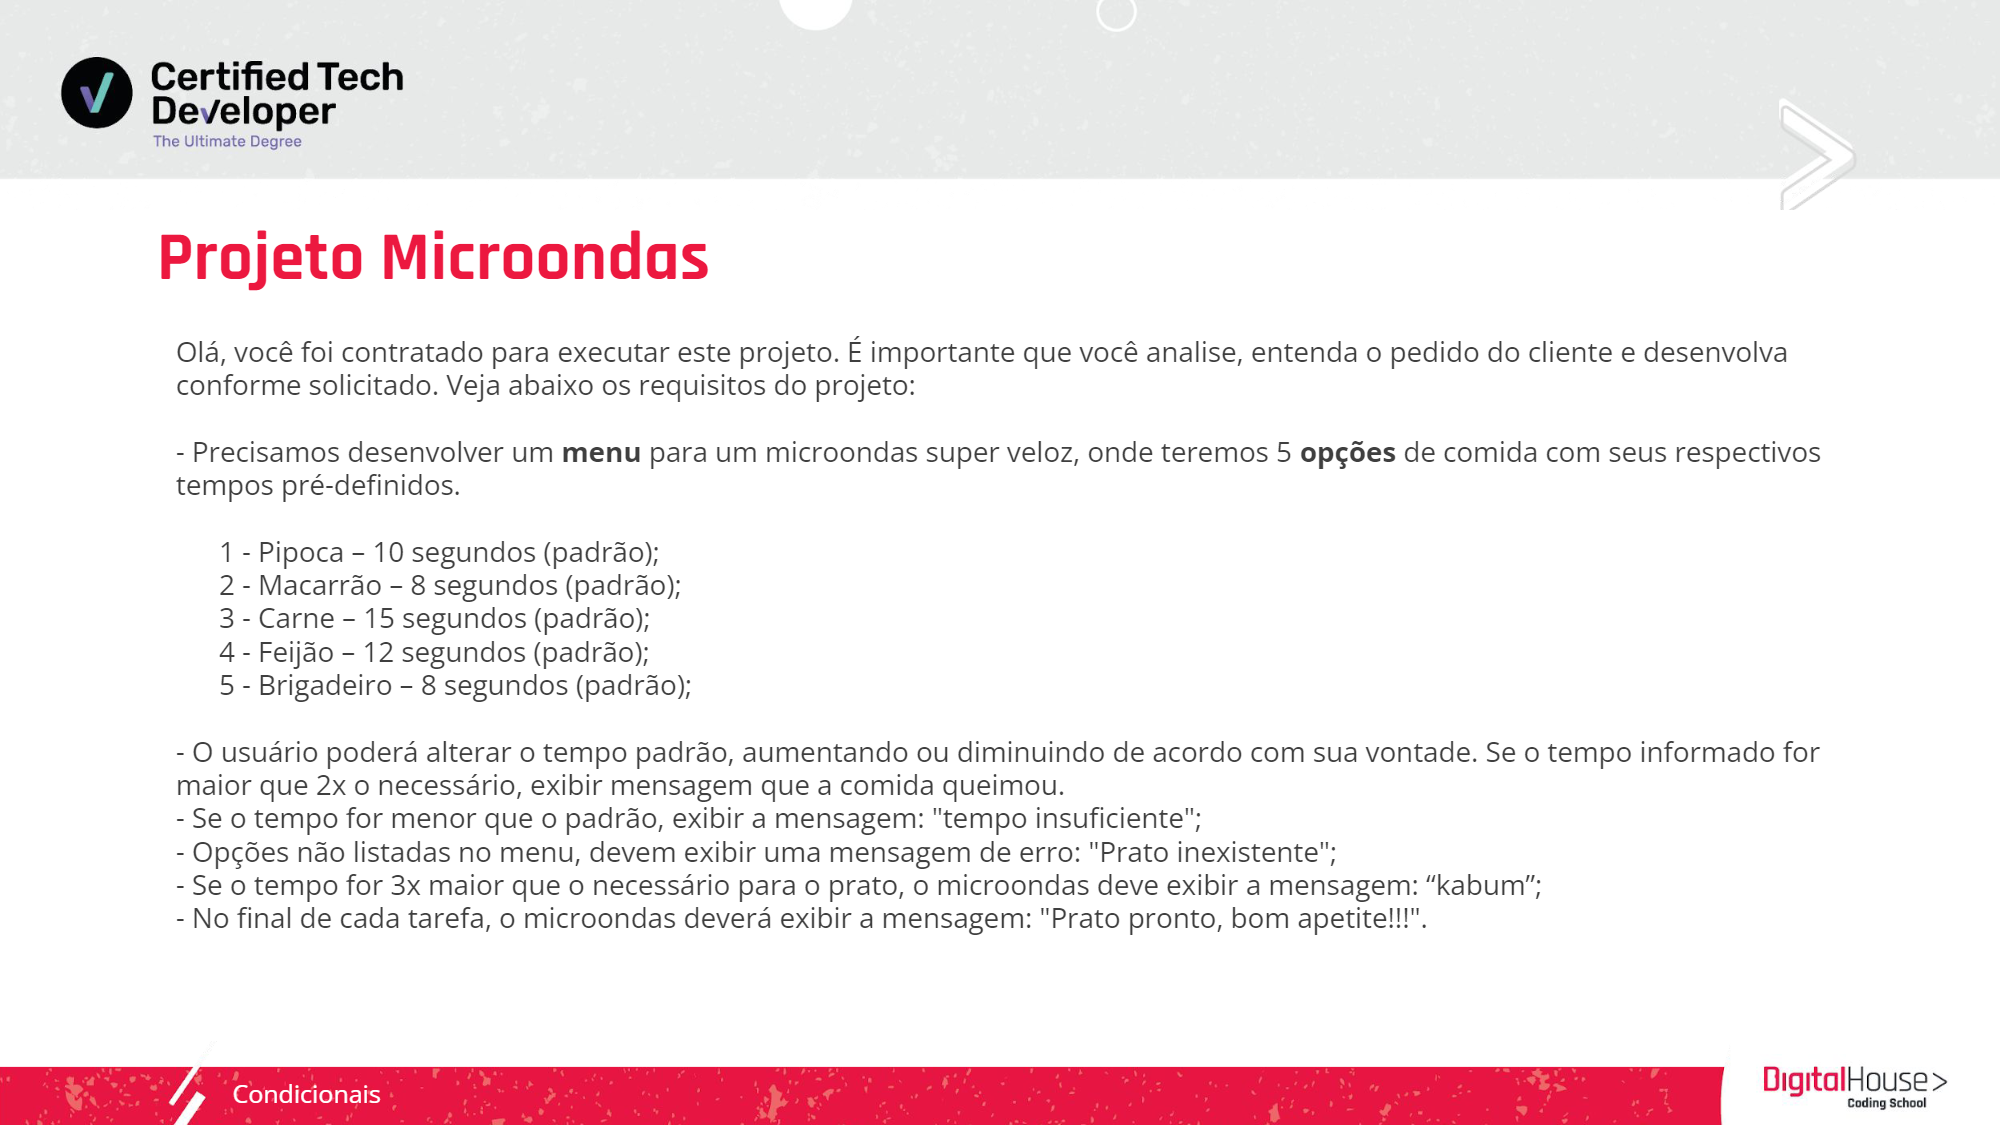 Certified Tech
Developer
The Ultimate Degree
Projeto Microondas
Olá, você foi contratado para executar este projeto. É importante que você analise, entenda o pedido do cliente e desenvolva
conforme solicitado. Veja abaixo os requisitos do projeto:
- Precisamos desenvolver um menu para um microondas super veloz, onde teremos 5 opções de comida com seus respectivos
tempos pré-definidos.
1 - Pipoca – 10 segundos (padrão);
2 - Macarrão – 8 segundos (padrão);
3 - Carne – 15 segundos (padrão);
4 - Feijão – 12 segundos (padrão);
5 - Brigadeiro – 8 segundos (padrão);
- O usuário poderá alterar o tempo padrão, aumentando ou diminuindo de acordo com sua vontade. Se o tempo informado for
maior que 2x o necessário, exibir mensagem que a comida queimou.
- Se o tempo for menor que o padrão, exibir a mensagem: "tempo insuficiente";
- Opções não listadas no menu, devem exibir uma mensagem de erro: "Prato inexistente";
- Se o tempo for 3x maior que o necessário para o prato, o microondas deve exibir a mensagem: “kabum”;
- No final de cada tarefa, o microondas deverá exibir a mensagem: "Prato pronto, bom apetite!!!".
Condicionais
DigitalHouse>
Coding School